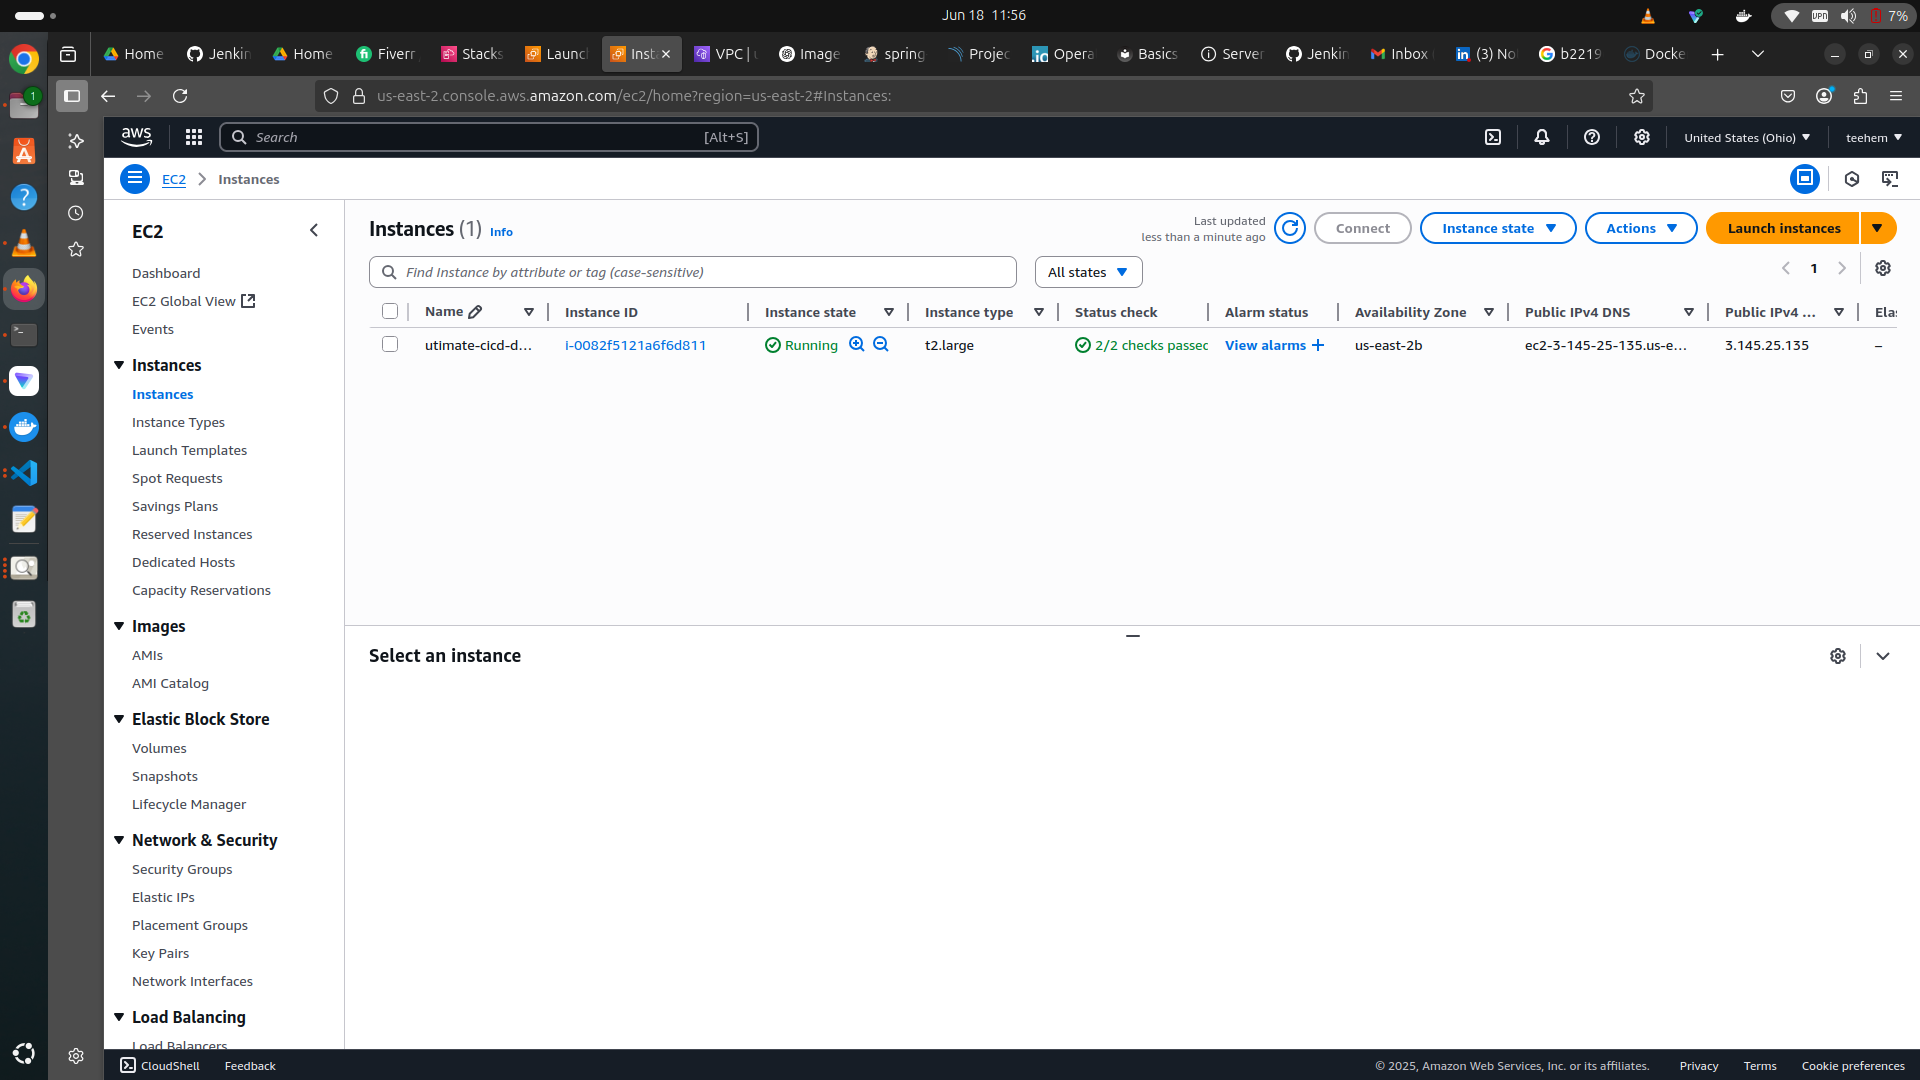 Jun 18 11:56
7%
Home
Jenkin
Home
Fiverr
Stacks
Launc
Insta
VPC |
Image
spring
Projec
Opera
Basics
Server
Jenkin
Inbox
(3) No
b2219
Docke
1
us-east-2.console.aws.amazon.com/ec2/home?region=us-east-2#Instances:
aws
Search
[Alt+S]
United States (Ohio)
teehem
EC2
Instances
EC2
Dashboard
EC2 Global View
Events
Instances
Instances
Instance Types
Launch Templates
Spot Requests
Savings Plans
Reserved Instances
Dedicated Hosts
Capacity Reservations
Images
AMIs
AMI Catalog
Elastic Block Store
Volumes
Snapshots
Lifecycle Manager
Network & Security
Security Groups
Elastic IPs
Placement Groups
Key Pairs
Network Interfaces
Load Balancing
Load Balancers
Instances (1) Info
Last updated
less than a minute ago
Connect
Instance state
Actions
Launch instances
Find Instance by attribute or tag (case-sensitive)
All states
1
Name
Instance ID
Instance state
Instance type
Status check
Alarm status
Availability Zone
Public IPv4 DNS
Public IPv4 ...
Elas
utimate-cicd-d...
i-0082f5121a6f6d811
Running
t2.large
2/2 checks passed
View alarms +
us-east-2b
ec2-3-145-25-135.us-e...
3.145.25.135
–
Select an instance
CloudShell
Feedback
© 2025, Amazon Web Services, Inc. or its affiliates.
Privacy
Terms
Cookie preferences